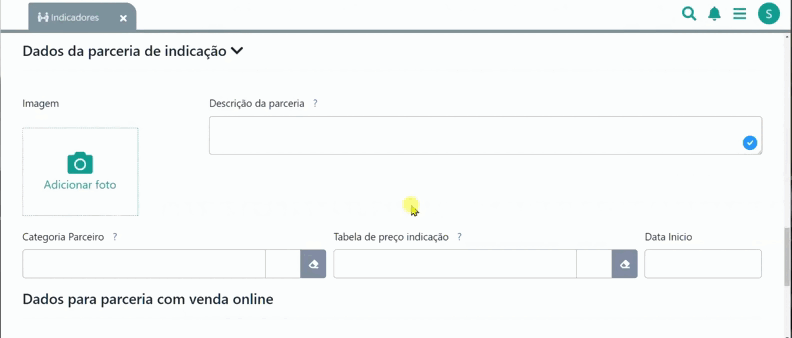 Indicadores
S
Dados da parceria de indicação
Imagem
Descrição da parceria ?
Adicionar foto
Categoria Parceiro ?
Tabela de preço indicação ?
Data Inicio
Dados para parceria com venda online